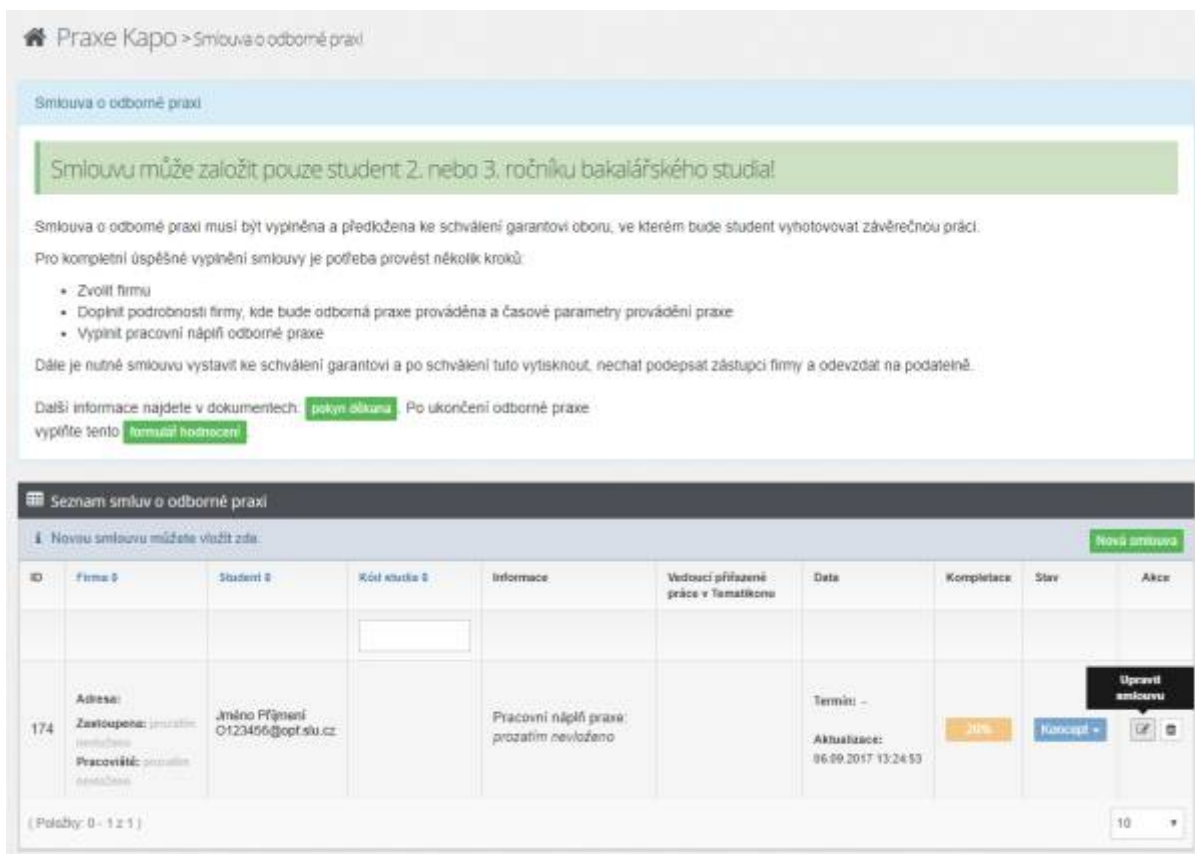 Praxe Kapo > Smlouva o odborné praxi
Smlouva o odborné praxi
Smlouvu může založit pouze student 2. nebo 3. ročníku bakalářského studia!
Smlouva o odborné praxi musí být vyplněna a předložena ke schválení garantovi oboru, ve kterém bude student vyhotovovat závěrečnou práci.
Pro kompletní úspěšné vyplnění smlouvy je potřeba provést několik kroků:
• Zvolit firmu
• Doplnit podrobnosti firmy, kde bude odborná praxe prováděna a časové parametry provádění praxe
• Vyplnit pracovní náplň odborné praxe
Dále je nutné smlouvu vystavit ke schválení garantovi a po schválení tuto vytisknout, nechat podepsat zástupci firmy a odevzdat na podatelně.
Další informace najdete v dokumentech: pokyn děkana . Po ukončení odborné praxe
vyplňte tento formulář hodnocení
Seznam smluv o odborné praxi
Novou smlouvu můžete vložit zde: Nová smlouva
ID Firma Student Kód studia Informace Vedoucí přiřazené Data Kompletace Stav Akce
práce v Tematikonu
Upravit
smlouvu
174
Adresa:
Zastoupena: prozatím
nevloženo
Pracoviště: prozatím
nevloženo
Jméno Příjmení
O123456@opf.slu.cz
Pracovní náplň praxe:
prozatím nevloženo
Termín: -
Aktualizace:
06.09.2017 13:24:53
20%
Koncept
( Položky: 0 - 1 z 1 )
10